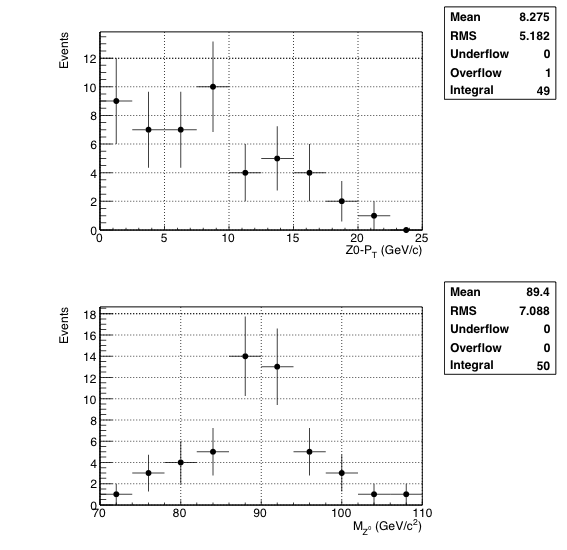 Mean 8.275
RMS 5.182
Underflow 0
Overflow 1
Integral 49
Events
12
10
8
6
4
2
0
0 5 10 15 20 25
Z0-P_T (GeV/c)
Mean 89.4
RMS 7.088
Underflow 0
Overflow 0
Integral 50
Events
18
16
14
12
10
8
6
4
2
0
70 80 90 100 110
M_Z⁰ (GeV/c²)